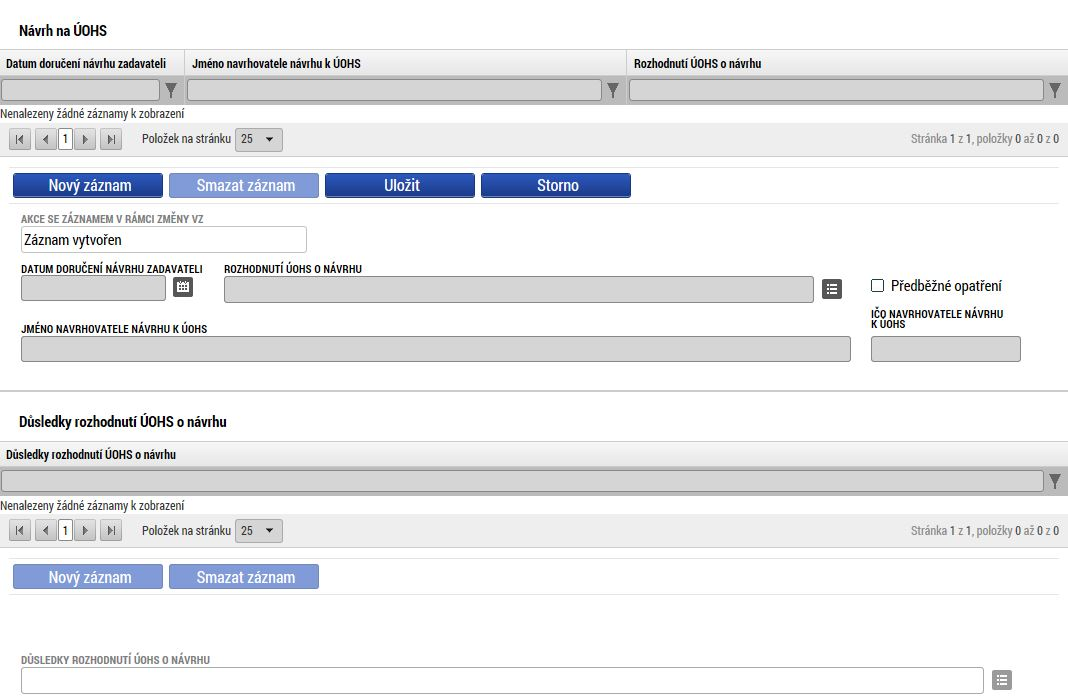 Návrh na ÚOHS
Datum doručení návrhu zadavateli Jméno navrhovatele návrhu k ÚOHS Rozhodnutí ÚOHS o návrhu
Nenalezeny žádné záznamy k zobrazení
1 Položek na stránku 25 Stránka 1 z 1, položky 0 až 0 z 0
Nový záznam Smazat záznam Uložit Storno
AKCE SE ZÁZNAMEM V RÁMCI ZMĚNY VZ
Záznam vytvořen
DATUM DORUČENÍ NÁVRHU ZADAVATELI ROZHODNUTÍ ÚOHS O NÁVRHU
Předběžné opatření
JMÉNO NAVRHOVATELE NÁVRHU K ÚOHS
IČO NAVRHOVATELE NÁVRHU
K ÚOHS
Důsledky rozhodnutí ÚOHS o návrhu
Důsledky rozhodnutí ÚOHS o návrhu
Nenalezeny žádné záznamy k zobrazení
1 Položek na stránku 25 Stránka 1 z 1, položky 0 až 0 z 0
Nový záznam Smazat záznam
DŮSLEDKY ROZHODNUTÍ ÚOHS O NÁVRHU